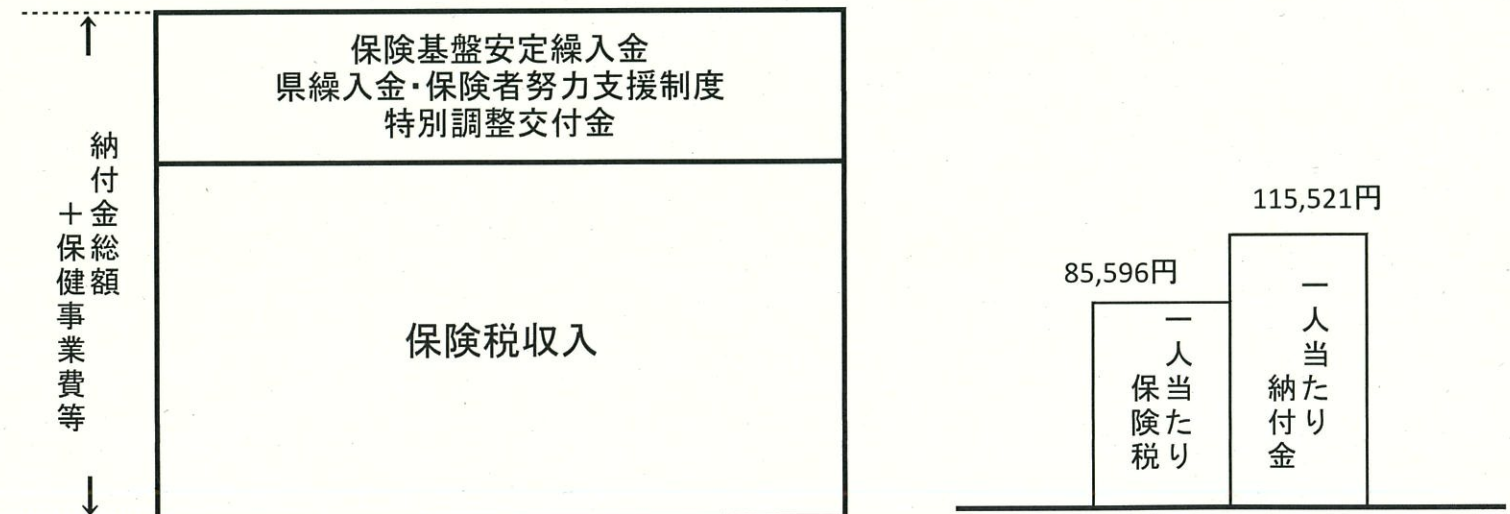 保険基盤安定繰入金
県繰入金・保険者努力支援制度
特別調整交付金
納付金総額
＋保健事業費等
保険税収入
85,596円
115,521円
一人当たり
保険税
一人当たり
納付金